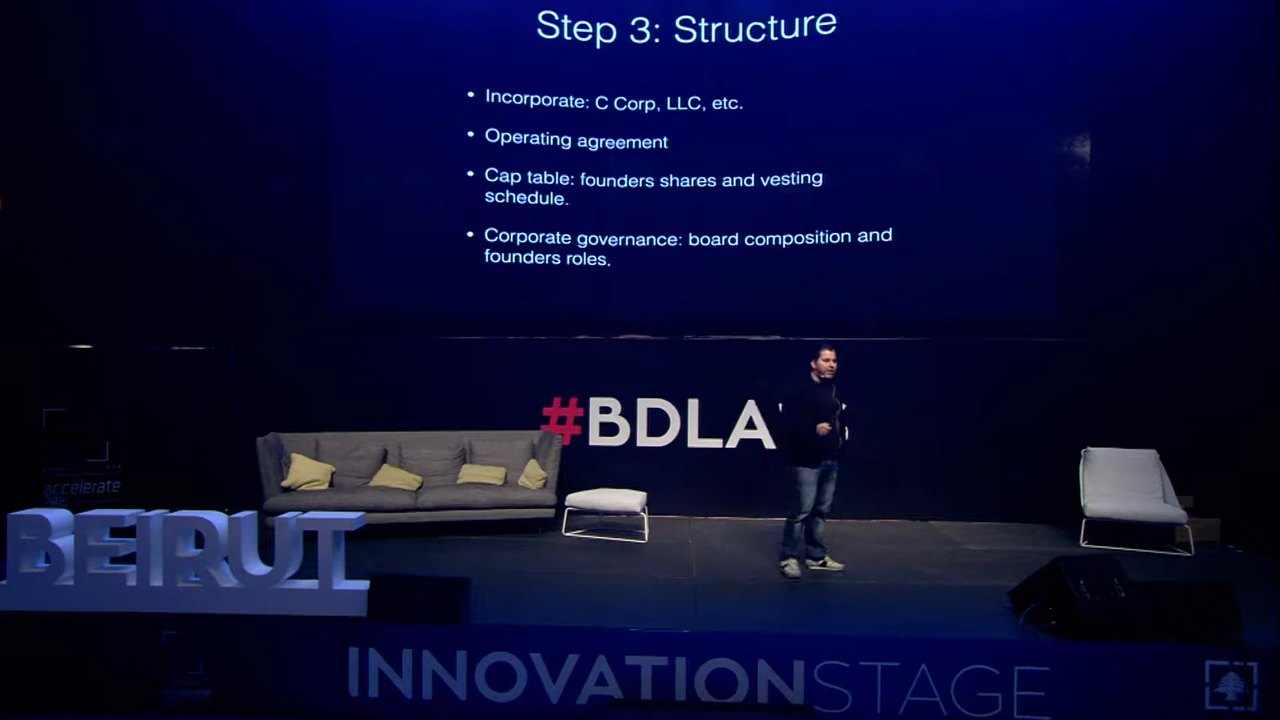 Step 3: Structure
• Incorporate: C Corp, LLC, etc.
• Operating agreement
• Cap table: founders shares and vesting
schedule.
• Corporate governance: board composition and
founders roles.
#BDLA
accelerate
BEIRUT
INNOVATIONSTAGE